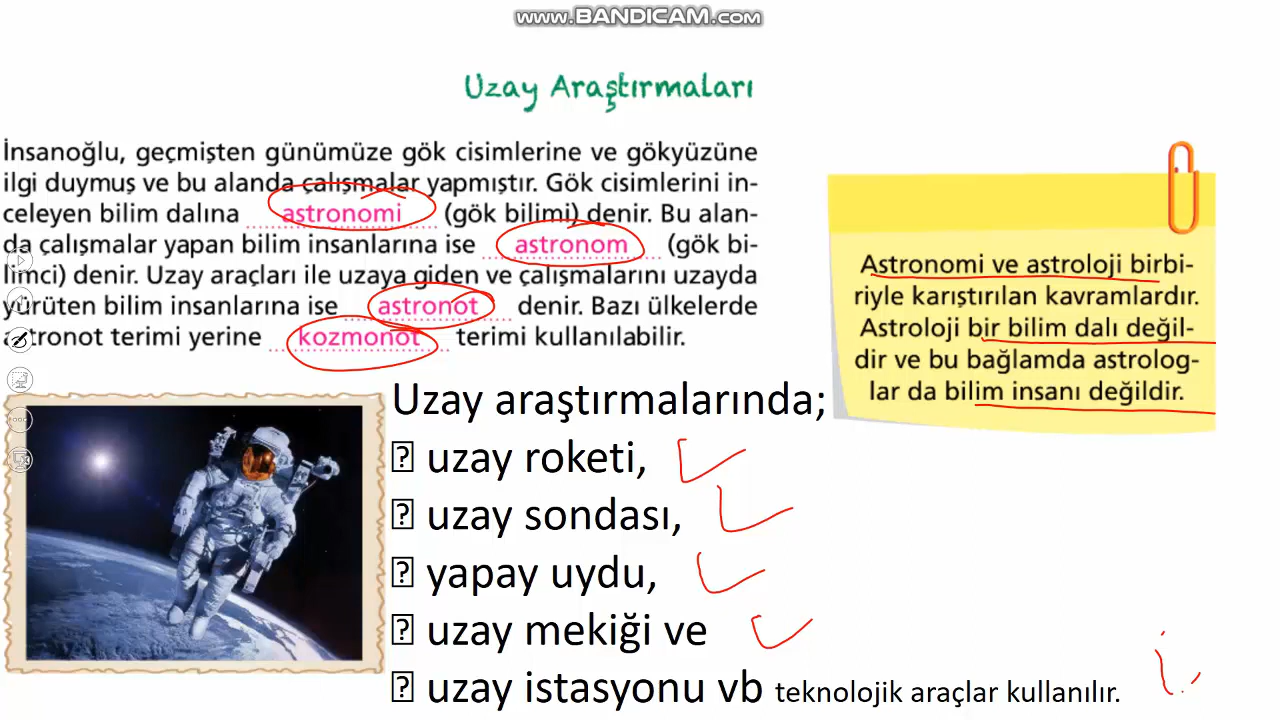 www.BANDICAM.com
Uzay Araştırmaları
İnsanoğlu, geçmişten günümüze gök cisimlerine ve gökyüzüne
ilgi duymuş ve bu alanda çalışmalar yapmıştır. Gök cisimlerini in-
celeyen bilim dalına astronomi (gök bilimi) denir. Bu alan-
da çalışmalar yapan bilim insanlarına ise astronom (gök bi-
limci) denir. Uzay araçları ile uzaya giden ve çalışmalarını uzayda
yürüten bilim insanlarına ise astronot denir. Bazı ülkelerde
astronot terimi yerine kozmonot terimi kullanılabilir.
Astronomi ve astroloji birbi-
riyle karıştırılan kavramlardır.
Astroloji bir bilim dalı değil-
dir ve bu bağlamda astrolog-
lar da bilim insanı değildir.
Uzay araştırmalarında;
uzay roketi,
uzay sondası,
yapay uydu,
uzay mekiği ve
uzay istasyonu vb teknolojik araçlar kullanılır.